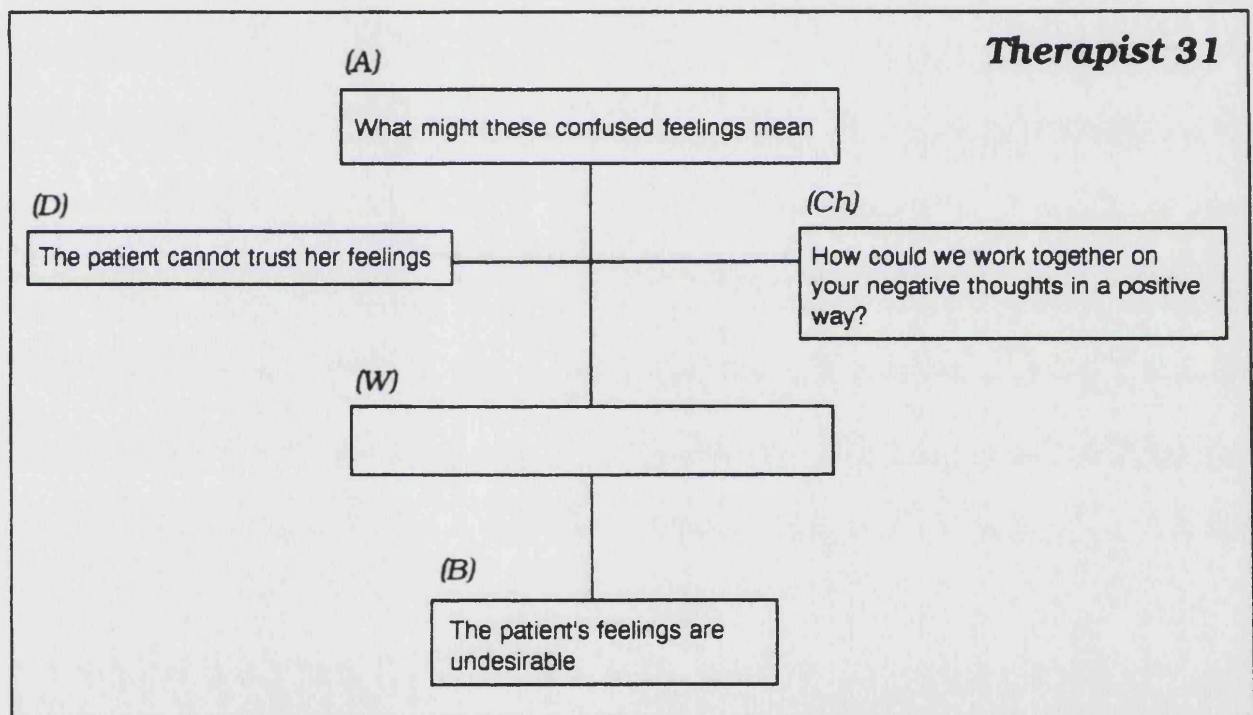 Therapist 31
(A)
What might these confused feelings mean
(D)
The patient cannot trust her feelings
(Ch)
How could we work together on
your negative thoughts in a positive
way?
(W)
(B)
The patient's feelings are
undesirable